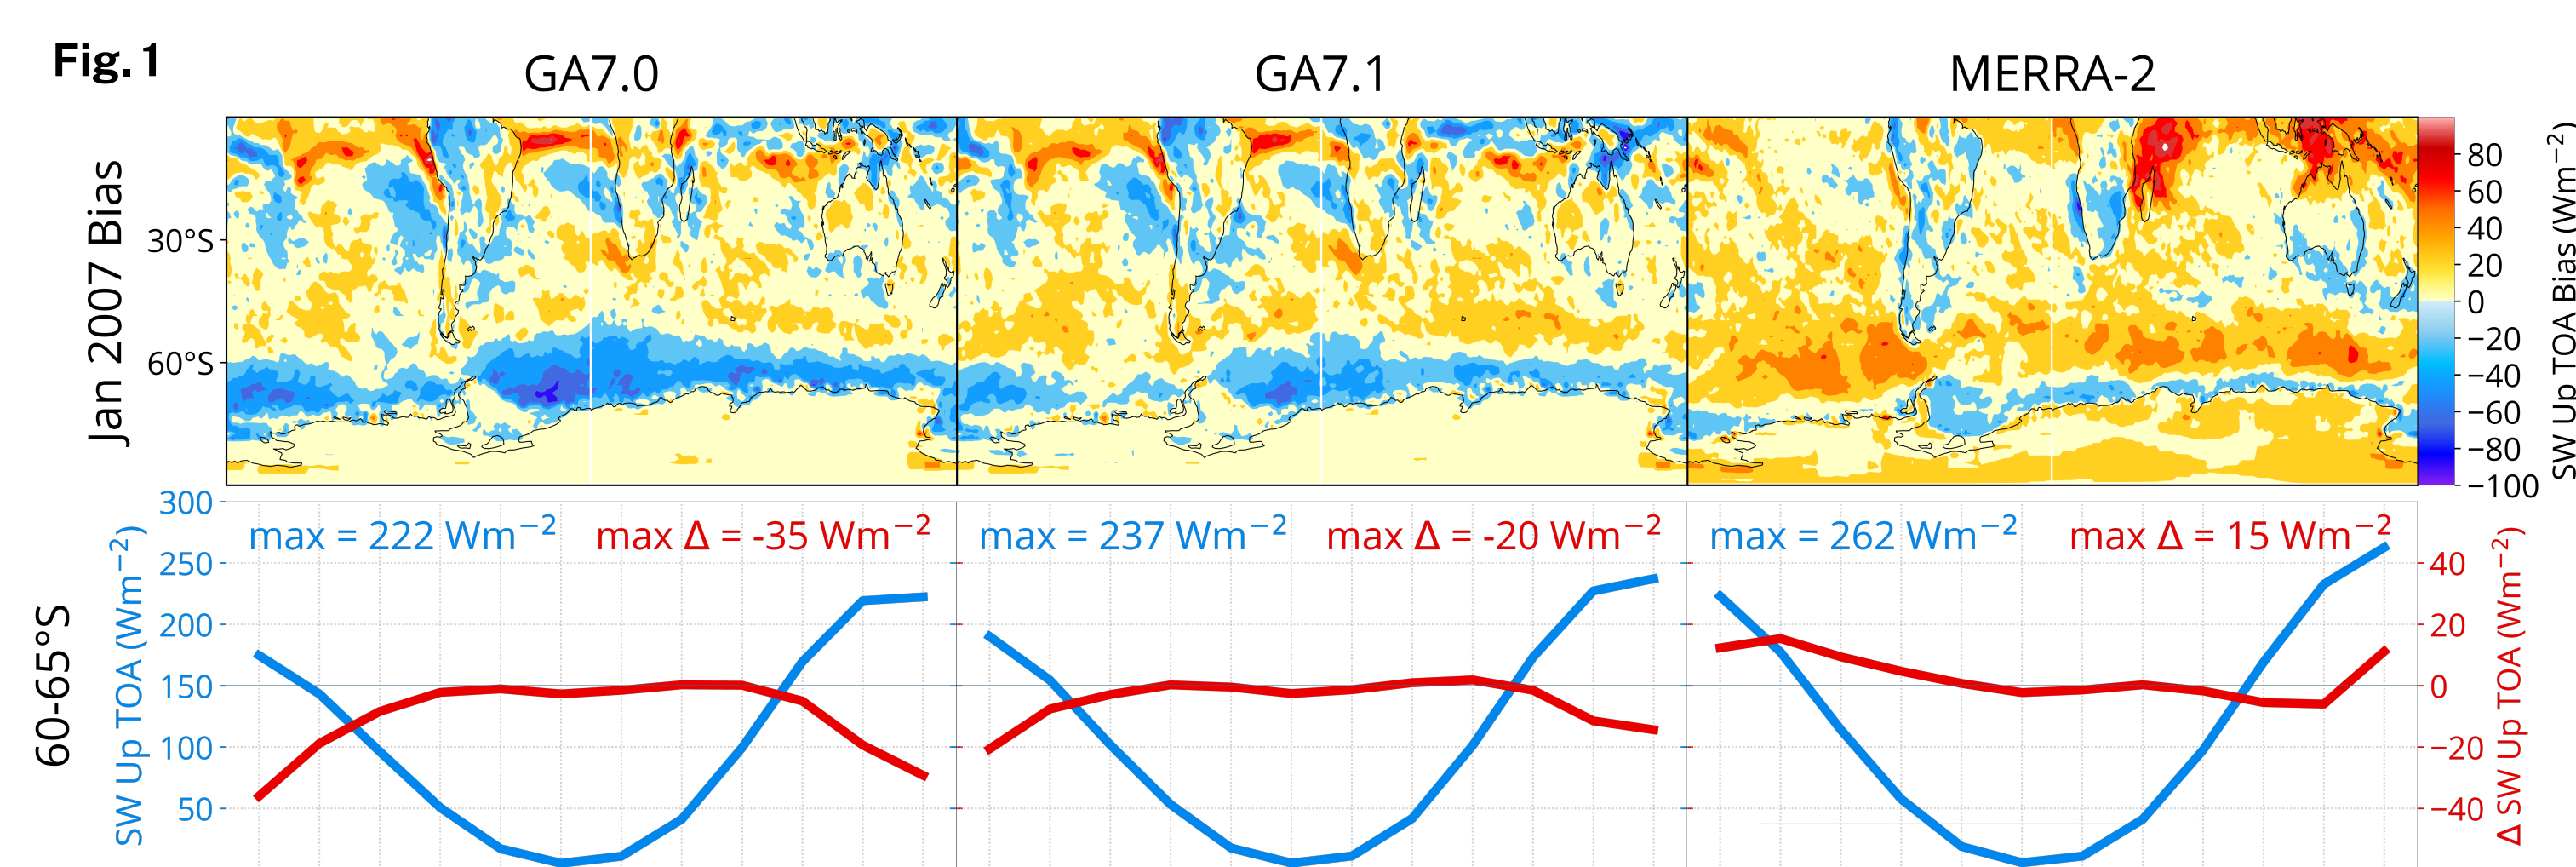 Fig. 1
GA7.0
GA7.1
MERRA-2
Jan 2007 Bias
30°S
60°S
80
60
40
20
0
−20
−40
−60
−80
−100
SW Up TOA Bias (Wm⁻²)
60-65°S
SW Up TOA (Wm⁻²)
300
250
200
150
100
50
max = 222 Wm⁻²
max Δ = -35 Wm⁻²
max = 237 Wm⁻²
max Δ = -20 Wm⁻²
max = 262 Wm⁻²
max Δ = 15 Wm⁻²
40
20
0
−20
−40
Δ SW Up TOA (Wm⁻²)